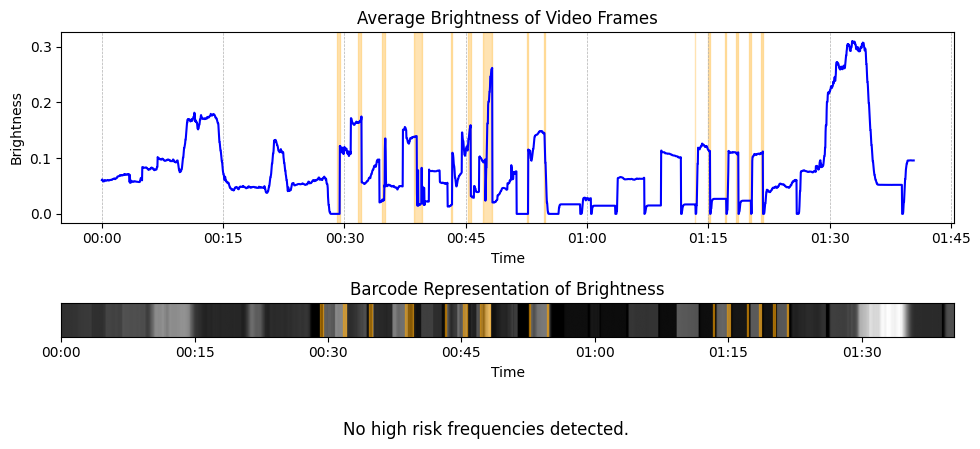 Average Brightness of Video Frames
Brightness
0.3
0.2
0.1
0.0
00:00 00:15 00:30 00:45 01:00 01:15 01:30 01:45
Time
Barcode Representation of Brightness
00:00 00:15 00:30 00:45 01:00 01:15 01:30
Time
No high risk frequencies detected.